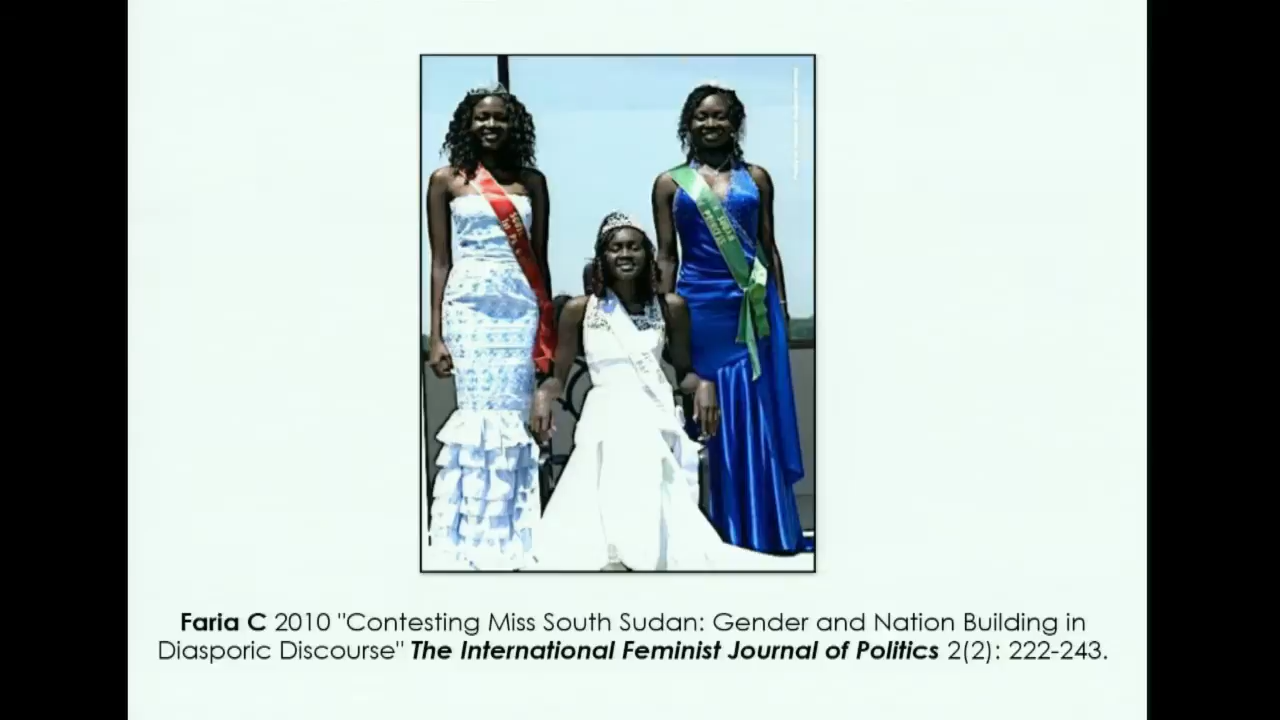 Faria C 2010 "Contesting Miss South Sudan: Gender and Nation Building in
Diasporic Discourse" The International Feminist Journal of Politics 2(2): 222-243.